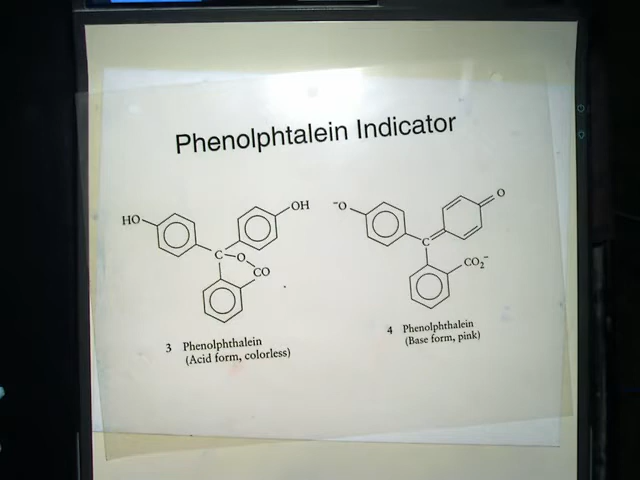 Phenolphtalein Indicator
HO
OH
⁻O
O
C
O
CO
C
CO₂⁻
3 Phenolphthalein
(Acid form, colorless)
4 Phenolphthalein
(Base form, pink)